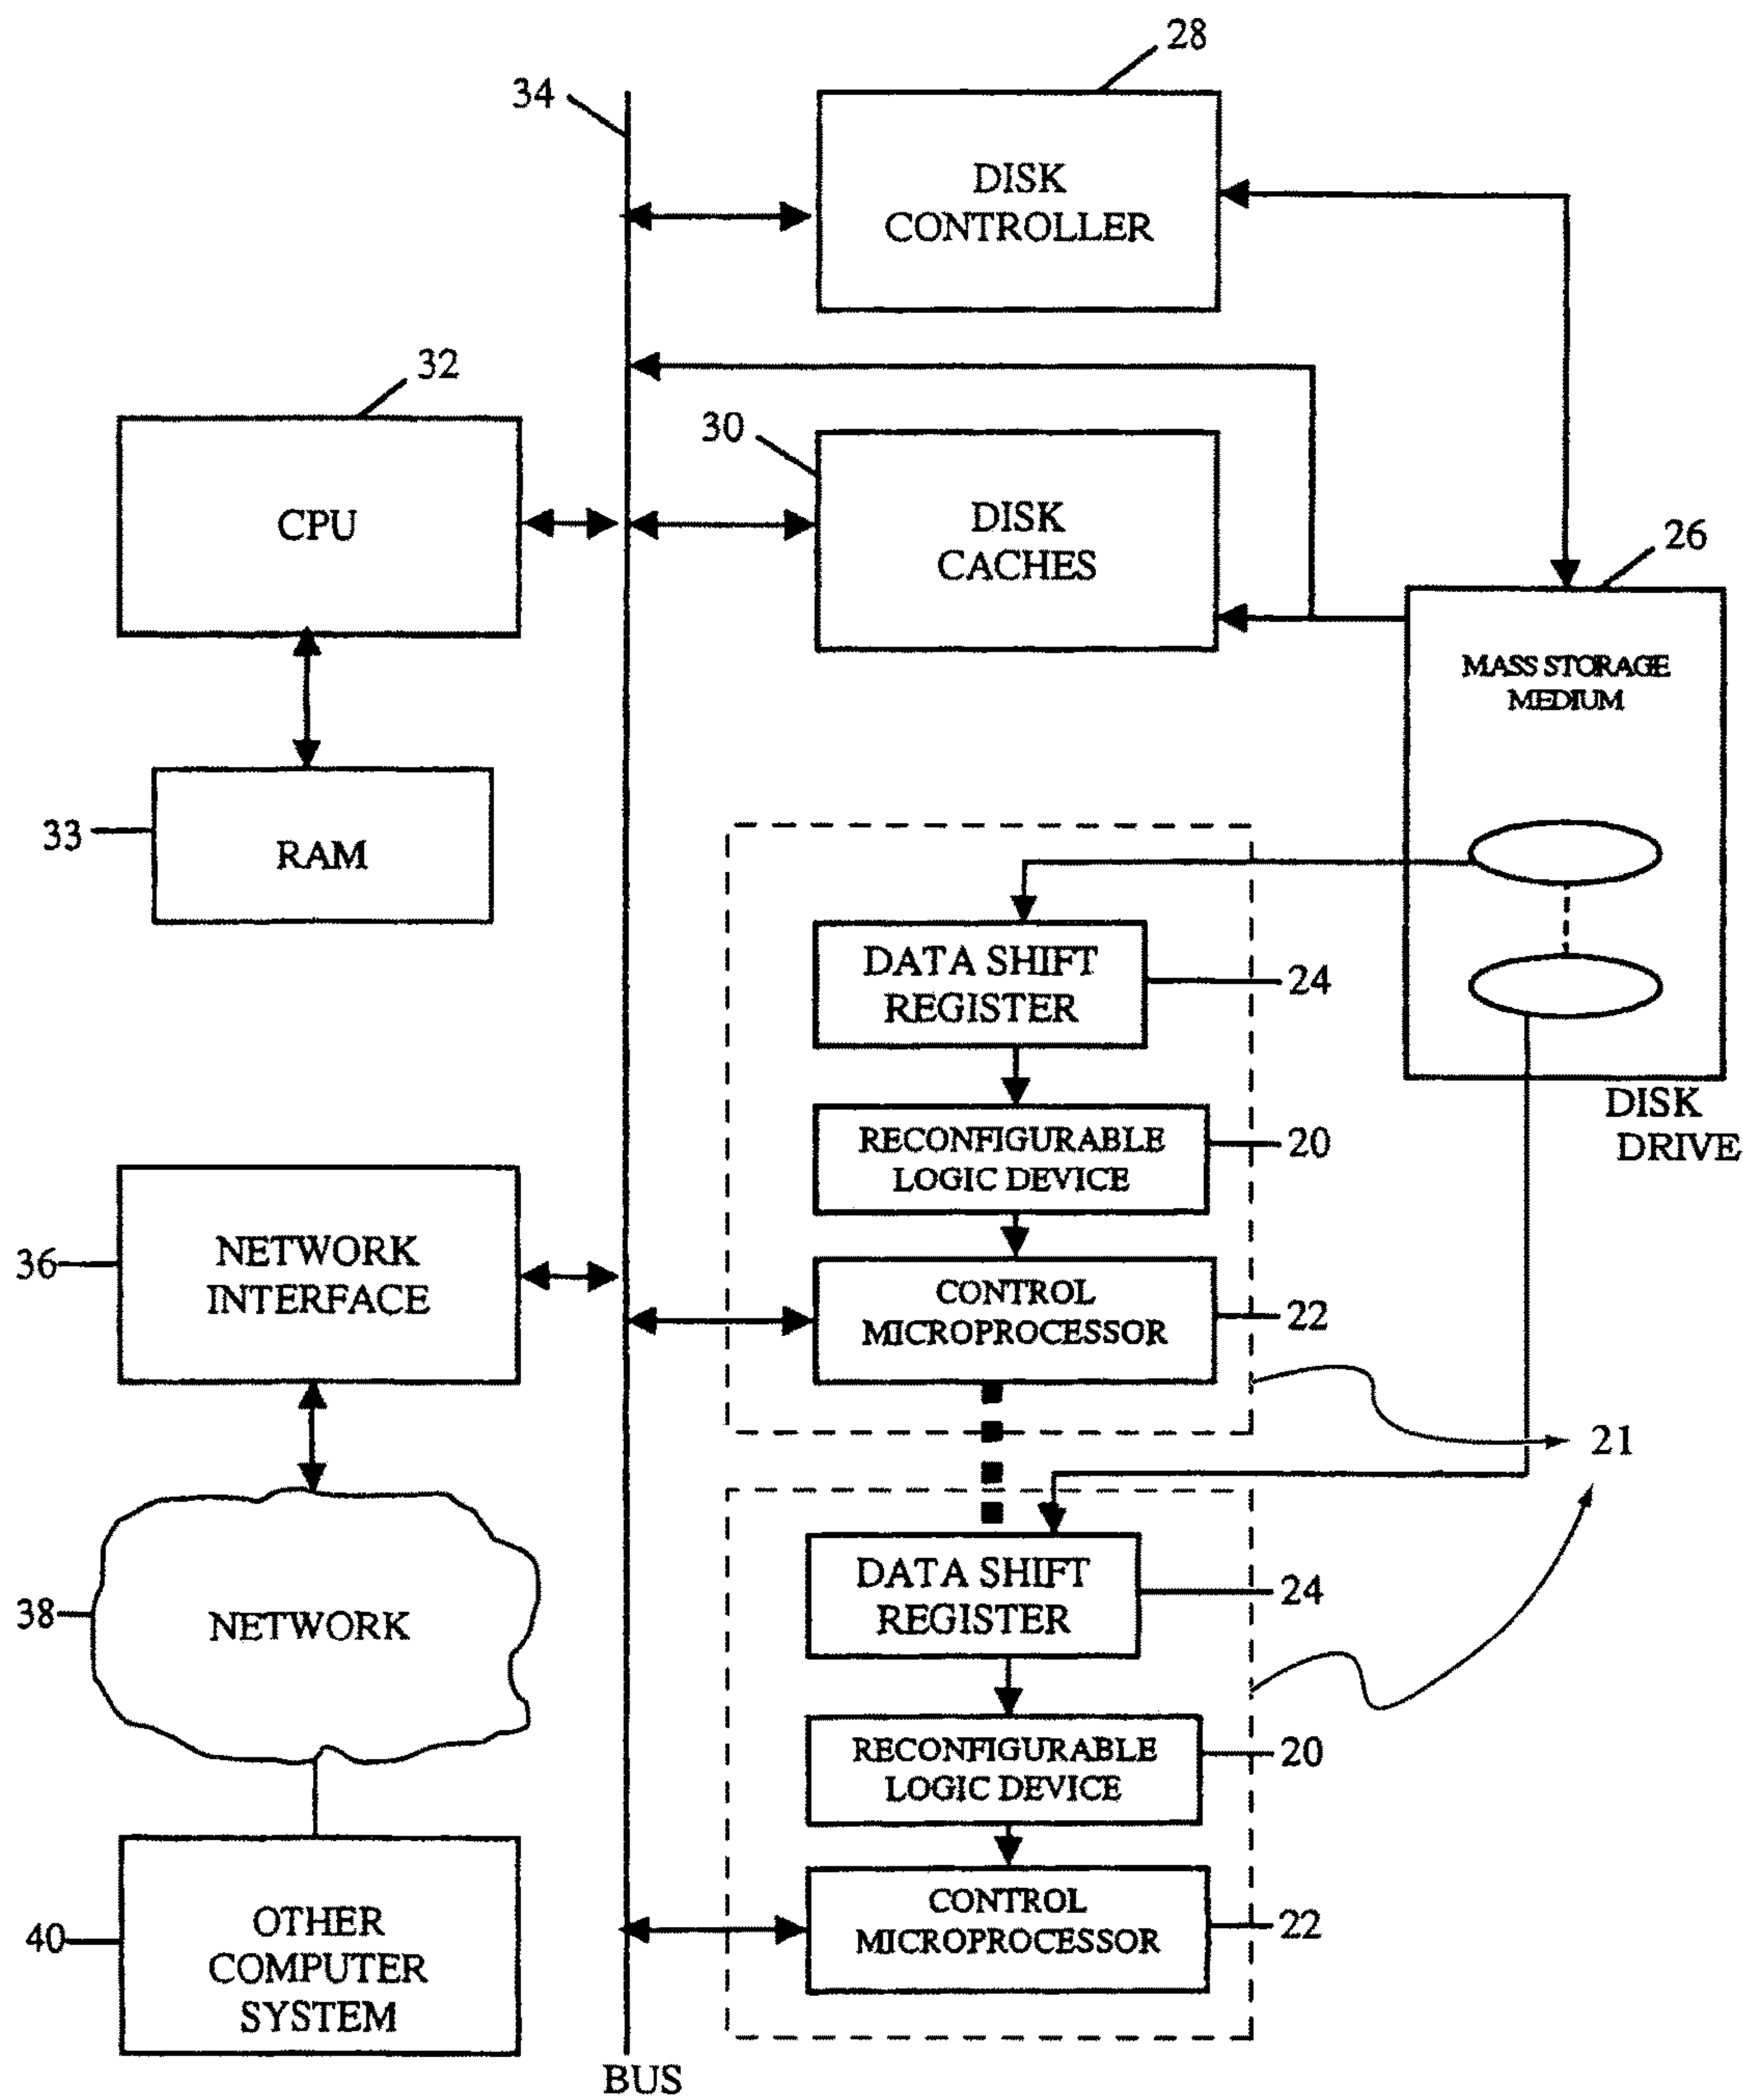 28
34
DISK
CONTROLLER
32
30
CPU
DISK
CACHES
26
MASS STORAGE
MEDIUM
33
RAM
DATA SHIFT
REGISTER
24
DISK
DRIVE
RECONFIGURABLE
LOGIC DEVICE
20
36
NETWORK
INTERFACE
CONTROL
MICROPROCESSOR
22
21
38
NETWORK
DATA SHIFT
REGISTER
24
RECONFIGURABLE
LOGIC DEVICE
20
40
OTHER
COMPUTER
SYSTEM
CONTROL
MICROPROCESSOR
22
BUS